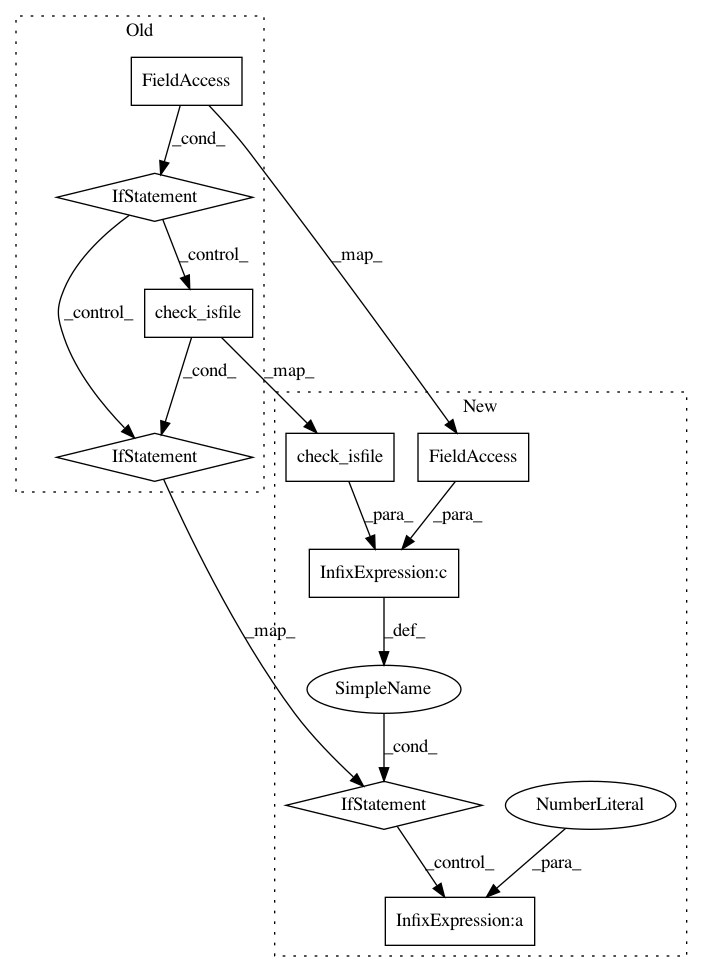 Old
FieldAccess
_cond_
IfStatement
_control_
_map_
_control_
check_isfile
_cond_
_map_
New
IfStatement
check_isfile
FieldAccess
_para_
_para_
InfixExpression:c
_map_
_def_
SimpleName
_cond_
IfStatement
NumberLiteral
_control_
_para_
InfixExpression:a